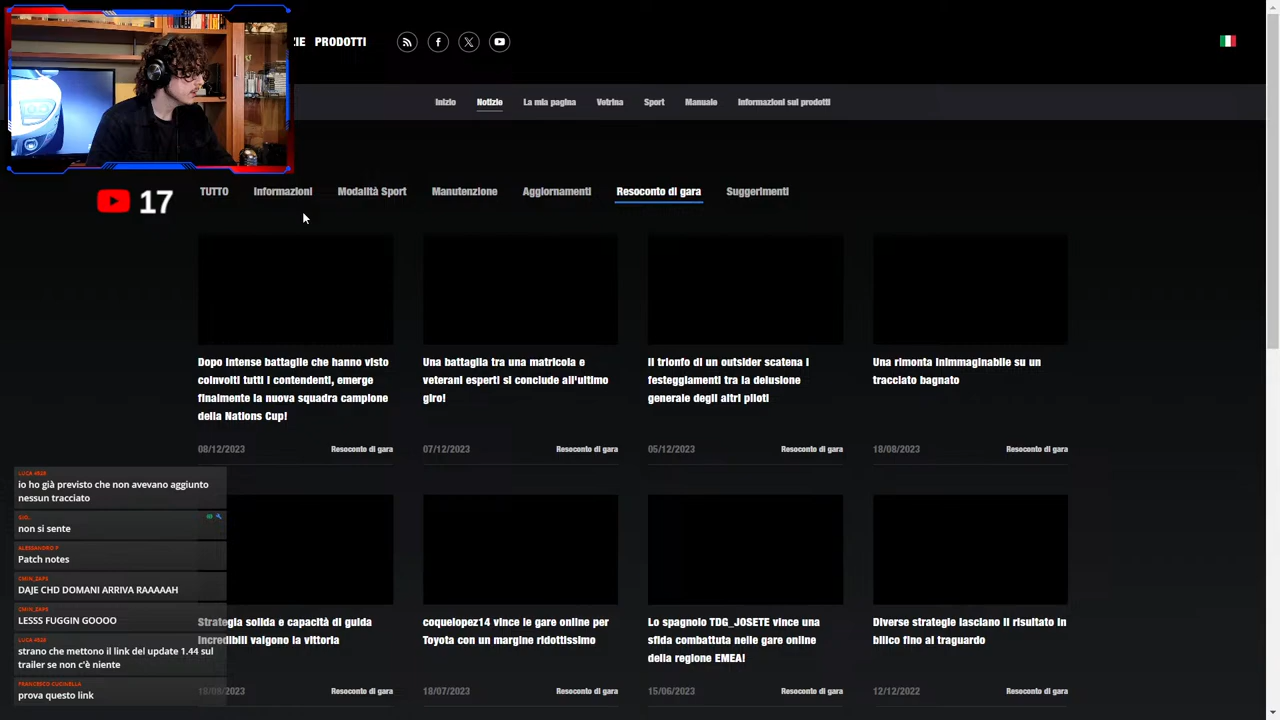 ZIE PRODOTTI
Inizio Notizie La mia pagina Vetrina Sport Manuale Informazioni sui prodotti
17
TUTTO Informazioni Modalità Sport Manutenzione Aggiornamenti Resoconto di gara Suggerimenti
Dopo intense battaglie che hanno visto
coinvolti tutti i contendenti, emerge
finalmente la nuova squadra campione
della Nations Cup!
08/12/2023 Resoconto di gara
Una battaglia tra una matricola e
veterani esperti si conclude all'ultimo
giro!
07/12/2023 Resoconto di gara
Il trionfo di un outsider scatena i
festeggiamenti tra la delusione
generale degli altri piloti
05/12/2023 Resoconto di gara
Una rimonta inimmaginabile su un
tracciato bagnato
18/08/2023 Resoconto di gara
Strategia solida e capacità di guida
incredibili valgono la vittoria
/2023 Resoconto di gara
coquelopez14 vince le gare online per
Toyota con un margine ridottissimo
18/07/2023 Resoconto di gara
Lo spagnolo TDG_JOSETE vince una
sfida combattuta nelle gare online
della regione EMEA!
15/06/2023 Resoconto di gara
Diverse strategie lasciano il risultato in
bilico fino al traguardo
12/12/2022 Resoconto di gara
io ho già previsto che non avevano aggiunto
nessun tracciato
non si sente
ALESSANDRO P
Patch notes
DAJE CHD DOMANI ARRIVA RAAAAAH
LESSS FUGGIN GOOOO
strano che mettono il link del update 1.44 sul
trailer se non c'è niente
FRANCESCO CUCINELLA
prova questo link